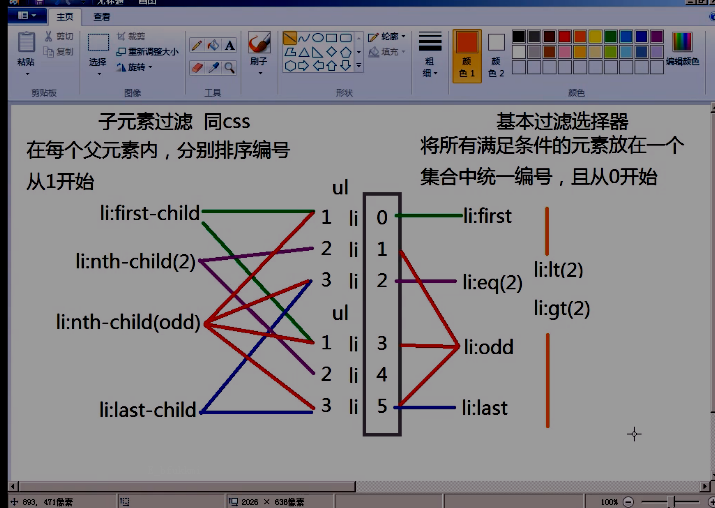 主页
查看
粘贴
剪切
复制
剪贴板
选择
裁剪
重新调整大小
旋转
图像
A
工具
刷子
轮廓
填充
形状
粗细
颜色 1
颜色 2
颜色
编辑颜色
子元素过滤 同css
在每个父元素内，分别排序编号
从1开始
基本过滤选择器
将所有满足条件的元素放在一个
集合中统一编号，且从0开始
ul
li:first-child
1 li 0
li:first
li:nth-child(2)
2 li 1
3 li 2
li:eq(2)
li:lt(2)
li:gt(2)
ul
li:nth-child(odd)
1 li 3
li:odd
2 li 4
li:last-child
3 li 5
li:last
893, 471像素
2026 × 636像素
100%